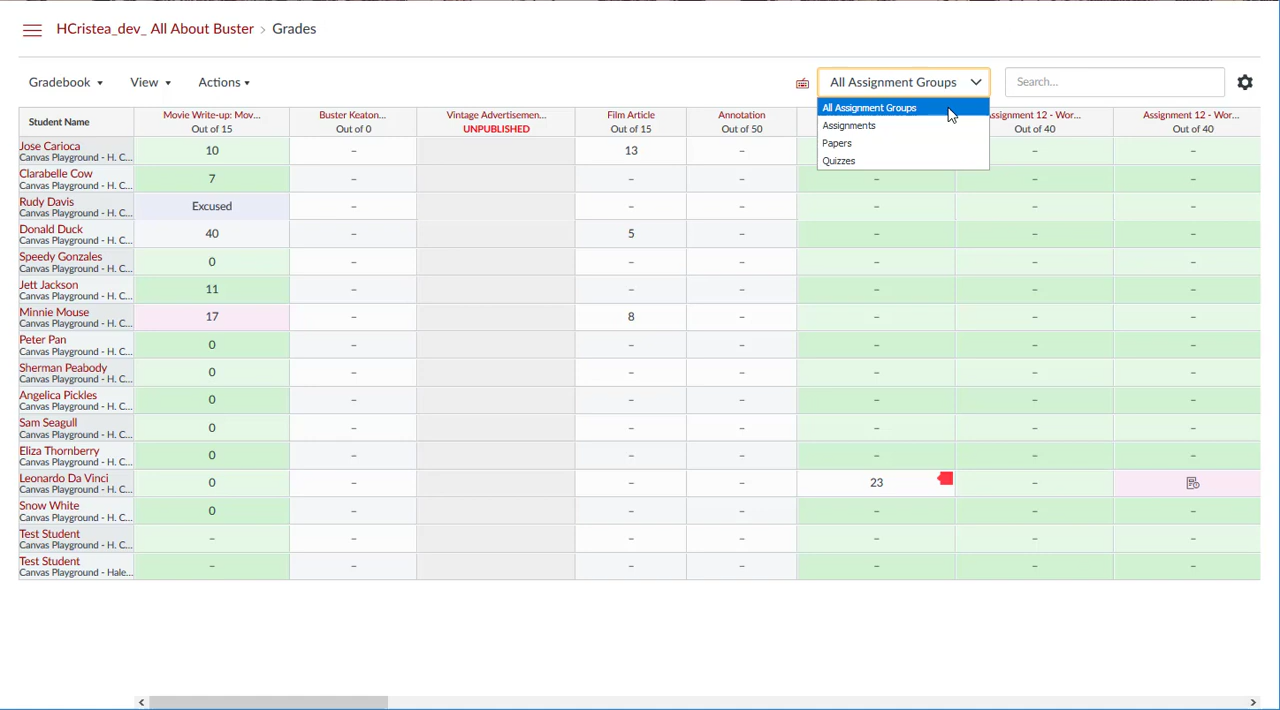 HCristea_dev_ All About Buster > Grades
Gradebook View Actions All Assignment Groups Search...
All Assignment Groups
Assignments
Papers
Quizzes
Student Name Movie Write-up: Mov... Buster Keaton... Vintage Advertisemen... Film Article Annotation ssignment 12 - Wor... Assignment 12 - Wor...
Out of 15 Out of 0 UNPUBLISHED Out of 15 Out of 50 Out of 40 Out of 40
Jose Carioca 10 – 13 – – –
Canvas Playground - H. C...
Clarabelle Cow 7 – – – – – –
Canvas Playground - H. C...
Rudy Davis Excused – – – – – –
Canvas Playground - H. C...
Donald Duck 40 – 5 – – – –
Canvas Playground - H. C...
Speedy Gonzales 0 – – – – – –
Canvas Playground - H. C...
Jett Jackson 11 – – – – – –
Canvas Playground - H. C...
Minnie Mouse 17 – 8 – – – –
Canvas Playground - H. C...
Peter Pan 0 – – – – – –
Canvas Playground - H. C...
Sherman Peabody 0 – – – – – –
Canvas Playground - H. C...
Angelica Pickles 0 – – – – – –
Canvas Playground - H. C...
Sam Seagull 0 – – – – – –
Canvas Playground - H. C...
Eliza Thornberry 0 – – – – – –
Canvas Playground - H. C...
Leonardo Da Vinci 0 – – – 23 –
Canvas Playground - H. C...
Snow White 0 – – – – – –
Canvas Playground - H. C...
Test Student – – – – – – –
Canvas Playground - H. C...
Test Student – – – – – – –
Canvas Playground - Hale...